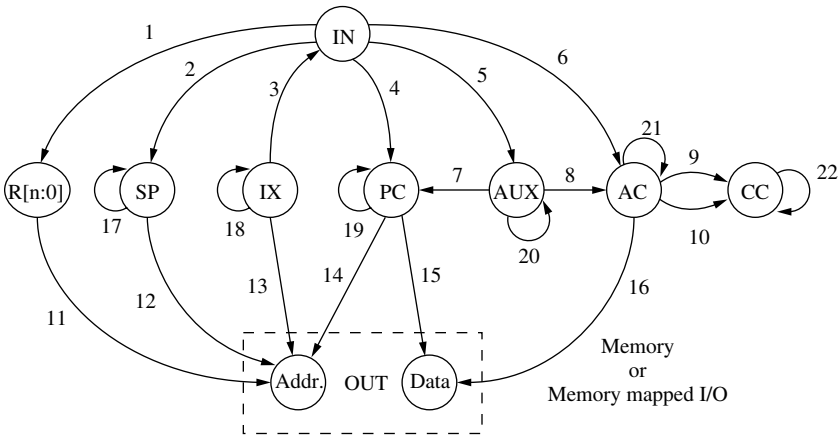 IN
1
2
3
4
5
6
21
9
22
R[n:0]
SP
IX
PC
7
AUX
8
AC
CC
17
18
19
20
10
11
12
13
14
15
16
Addr.
OUT
Data
Memory
or
Memory mapped I/O